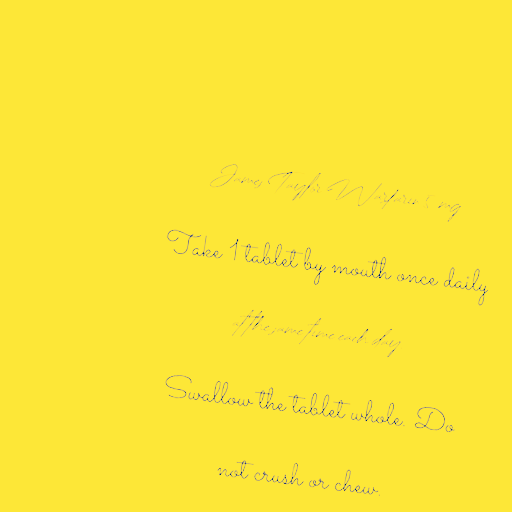 James Taylor Warfarin 5 mg
Take 1 tablet by mouth once daily
at the same time each day
Swallow the tablet whole. Do
not crush or chew.